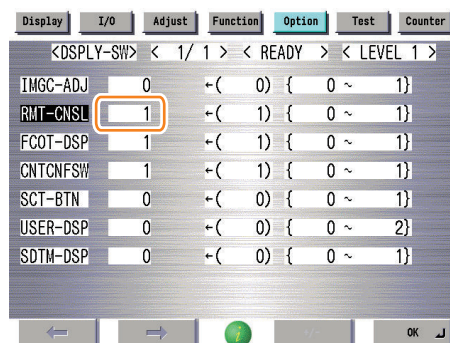 Display I/O Adjust Function Option Test Counter
<DSPLY-SW> < 1/ 1 > < READY > < LEVEL 1 >
IMGC-ADJ 0 ←( 0) { 0 ~ 1}
RMT-CNSL 1 ←( 1) { 0 ~ 1}
FCOT-DSP 1 ←( 1) { 0 ~ 1}
CNTCNFSW 1 ←( 1) { 0 ~ 1}
SCT-BTN 0 ←( 0) { 0 ~ 1}
USER-DSP 0 ←( 0) { 0 ~ 2}
SDTM-DSP 0 ←( 0) { 0 ~ 1}
+/- OK